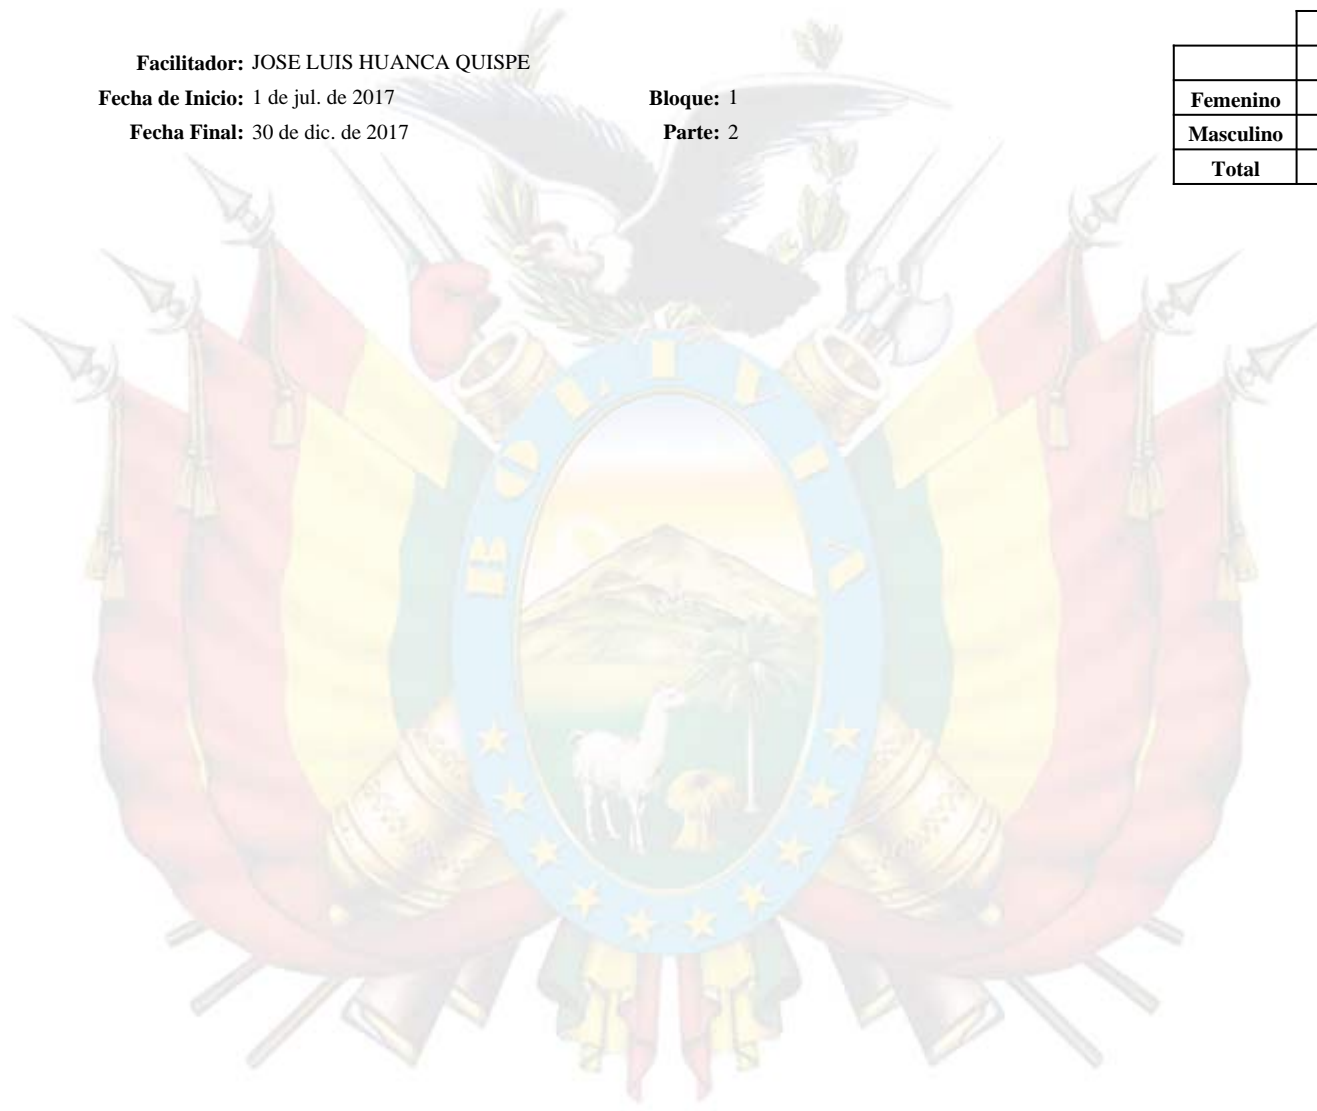 Facilitador: JOSE LUIS HUANCA QUISPE
Fecha de Inicio: 1 de jul. de 2017 Bloque: 1
Fecha Final: 30 de dic. de 2017 Parte: 2
Femenino
Masculino
Total
BOLIVIA